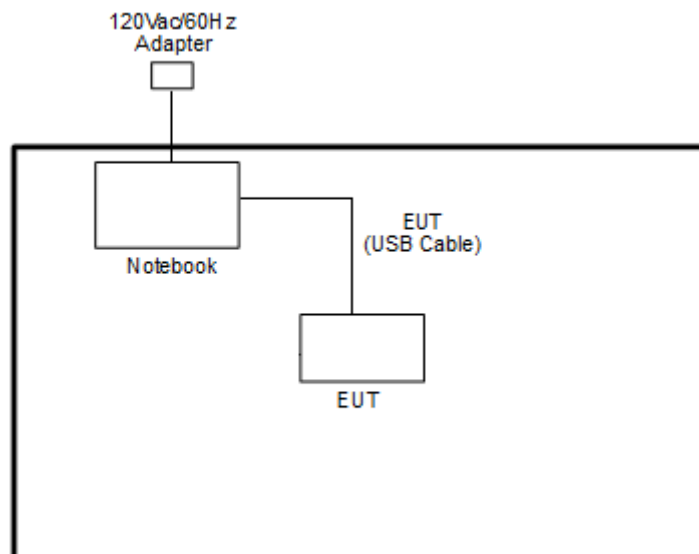 120Vac/60Hz
Adapter
Notebook
EUT
(USB Cable)
EUT